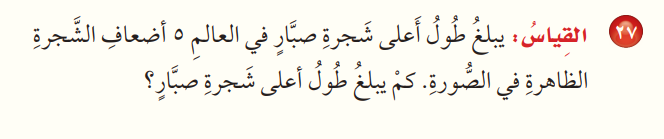 ٢٧ القِياسُ: يبلغُ طُولُ أَعلى شَجرةِ صبَّارٍ في العالمِ ٥ أضعافِ الشَّجرةِ
الظاهرةِ في الصُّورةِ. كمْ يبلغُ طُولُ أعلى شَجرةِ صبَّارٍ؟